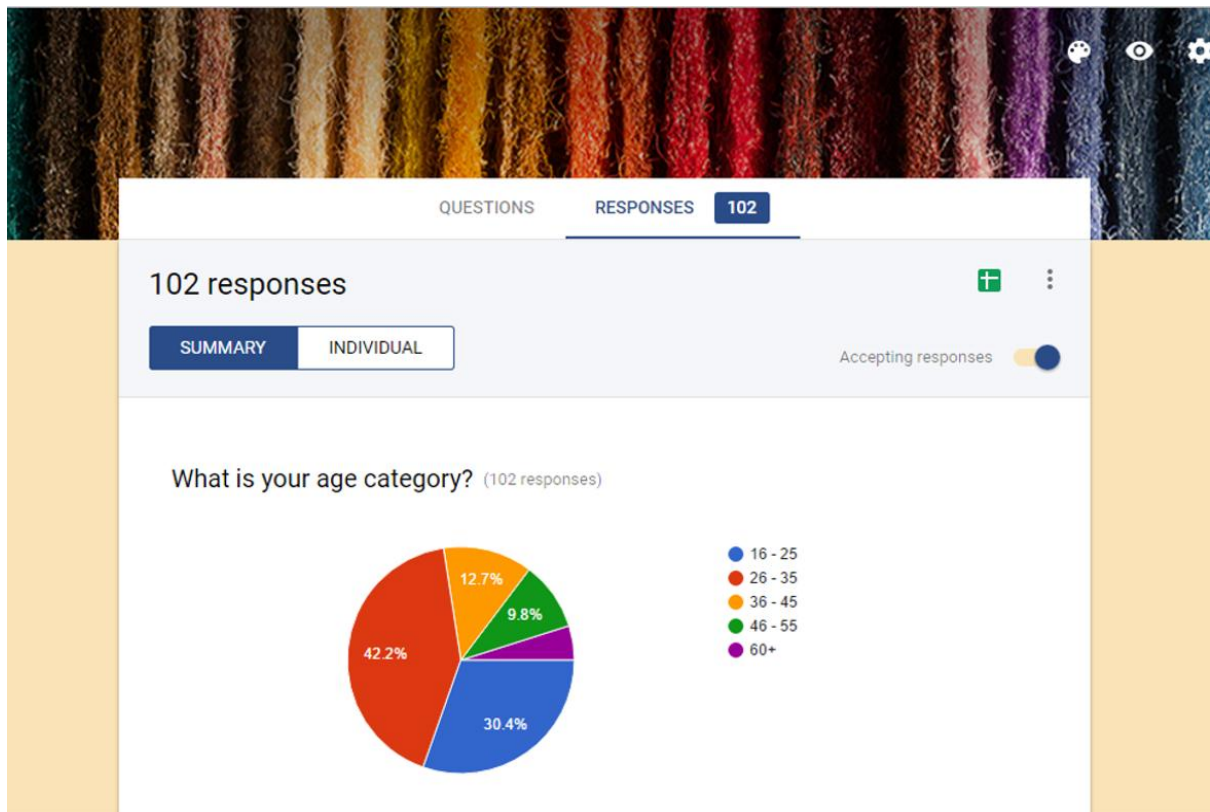 QUESTIONS RESPONSES 102
102 responses
SUMMARY INDIVIDUAL
Accepting responses
What is your age category? (102 responses)
12.7%
9.8%
42.2%
30.4%
16 - 25
26 - 35
36 - 45
46 - 55
60+